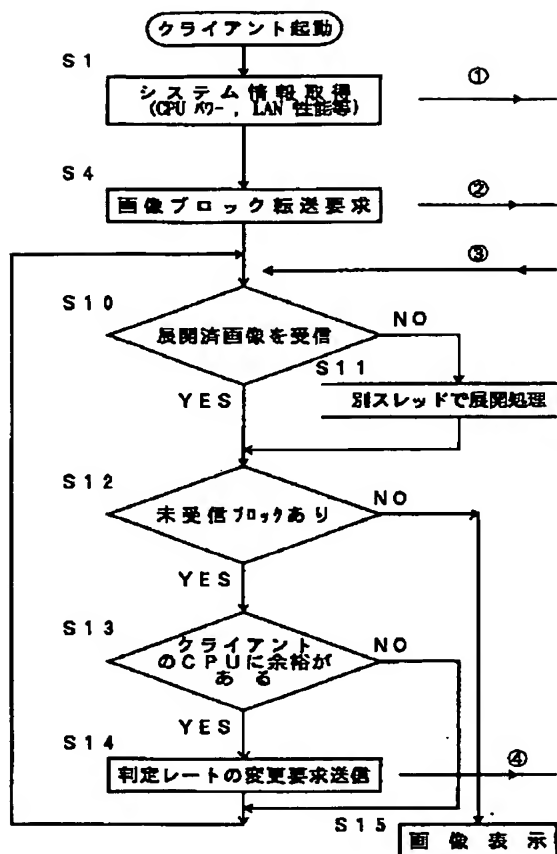 クライアント起動
S1
システム情報取得
(CPU パワー, LAN 性能等)
①
S4
画像ブロック転送要求
②
③
S10
展開済画像を受信
NO
S11
YES
別スレッドで展開処理
S12
未受信ブロックあり
NO
YES
S13
クライアント
のCPUに余裕が
ある
NO
YES
S14
判定レートの変更要求送信
④
S15
画像表示